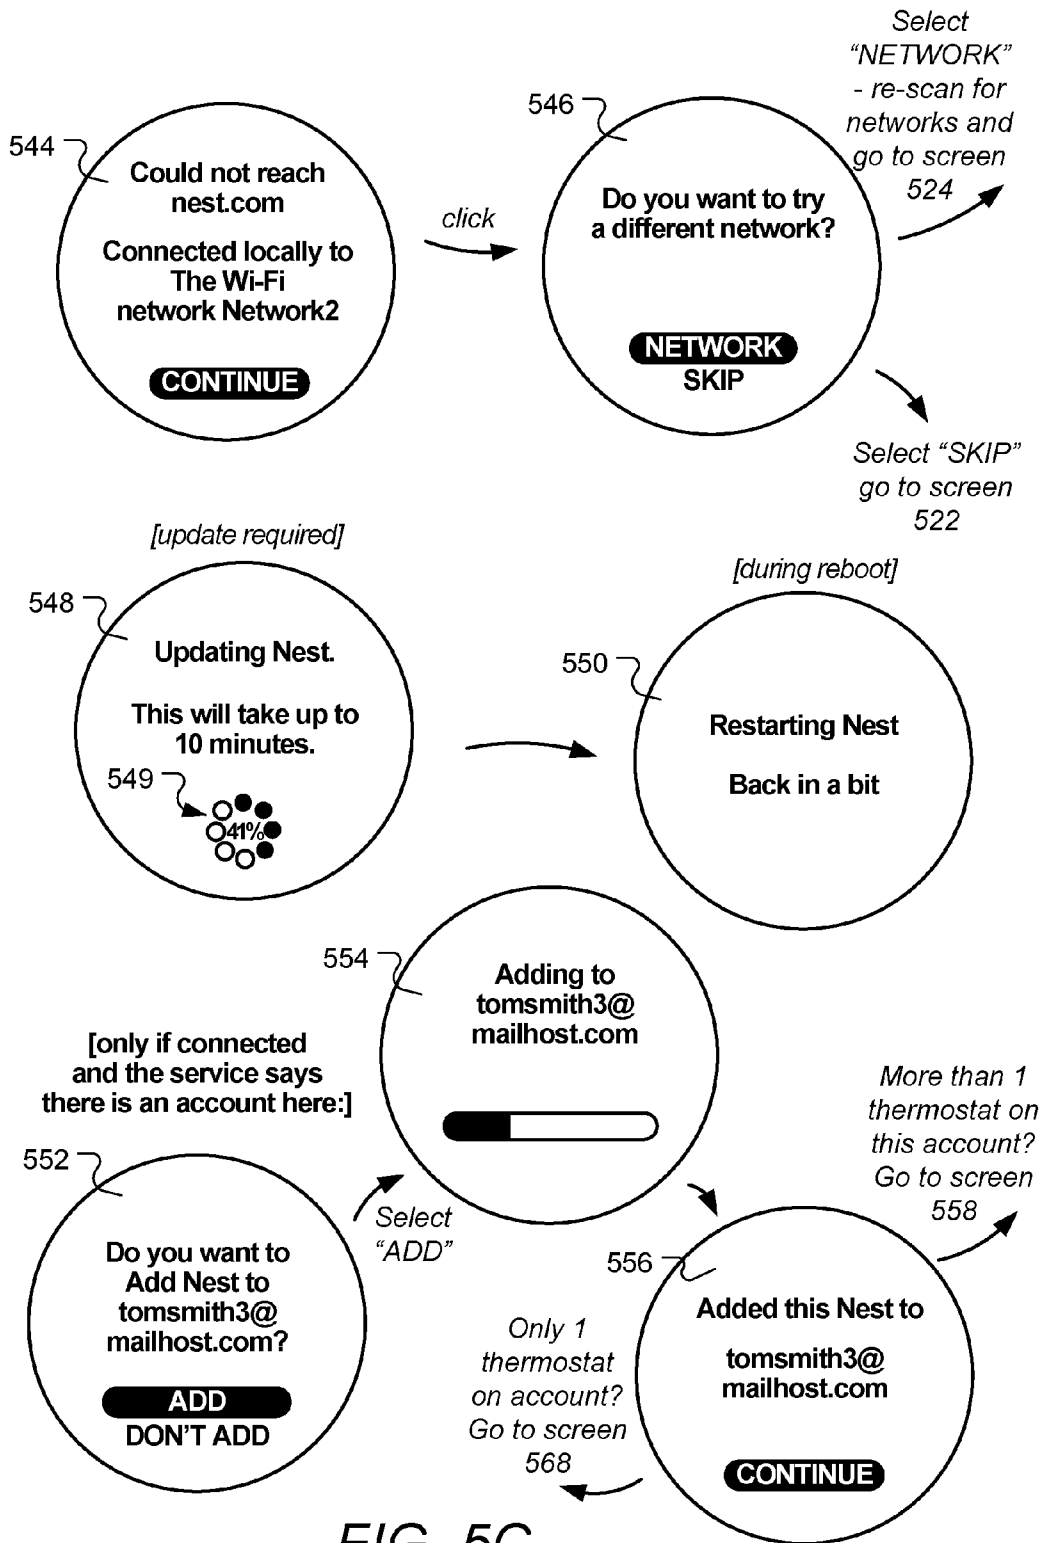 Select
“NETWORK”
- re-scan for
networks and
go to screen
524
544
Could not reach
nest.com
Connected locally to
The Wi-Fi
network Network2
CONTINUE
click
546
Do you want to try
a different network?
NETWORK
SKIP
Select “SKIP”
go to screen
522
[update required]
548
Updating Nest.
This will take up to
10 minutes.
549
41%
[during reboot]
550
Restarting Nest
Back in a bit
554
Adding to
tomsmith3@
mailhost.com
[only if connected
and the service says
there is an account here:]
552
Do you want to
Add Nest to
tomsmith3@
mailhost.com?
ADD
DON'T ADD
Select
“ADD”
More than 1
thermostat on
this account?
Go to screen
558
556
Added this Nest to
tomsmith3@
mailhost.com
CONTINUE
Only 1
thermostat
on account?
Go to screen
568
FIG. 5C